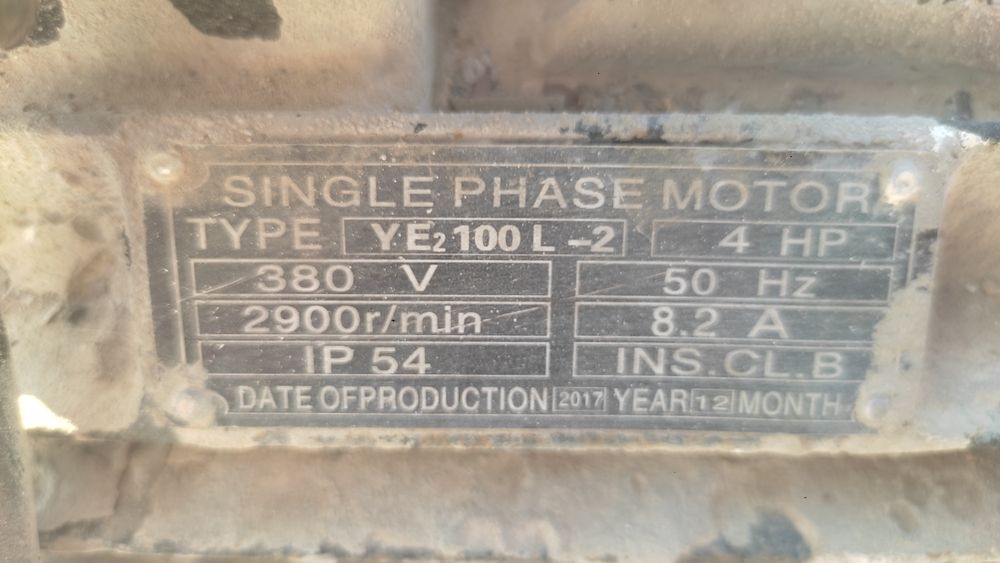 SINGLE PHASE MOTOR
TYPE YE₂ 100 L -2 4 HP
380 V 50 Hz
2900r/min 8.2 A
IP 54 INS.CL.B
DATE OFPRODUCTION 2017 YEAR 12 MONTH